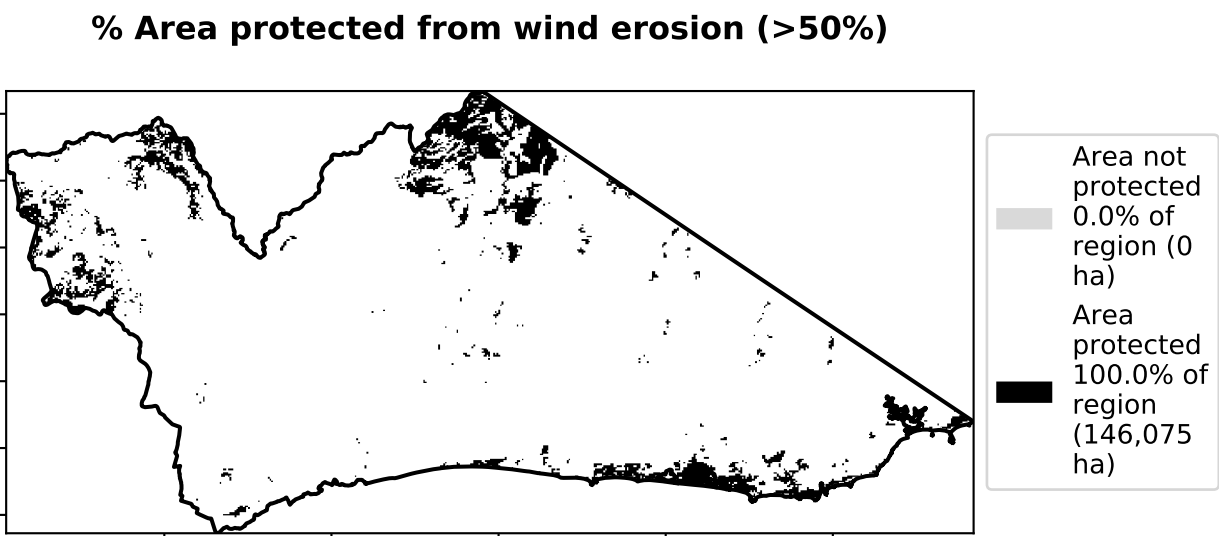 % Area protected from wind erosion (>50%)
Area not
protected
0.0% of
region (0
ha)
Area
protected
100.0% of
region
(146,075
ha)